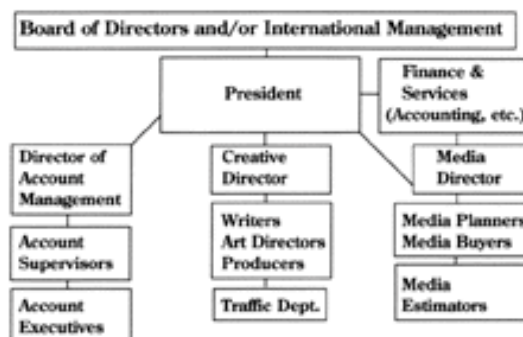 Board of Directors and/or International Management
President
Finance &
Services
(Accounting, etc.)
Director of
Account
Management
Creative
Director
Media
Director
Writers
Art Directors
Producers
Media Planners
Media Buyers
Account
Supervisors
Traffic Dept.
Media
Estimators
Account
Executives